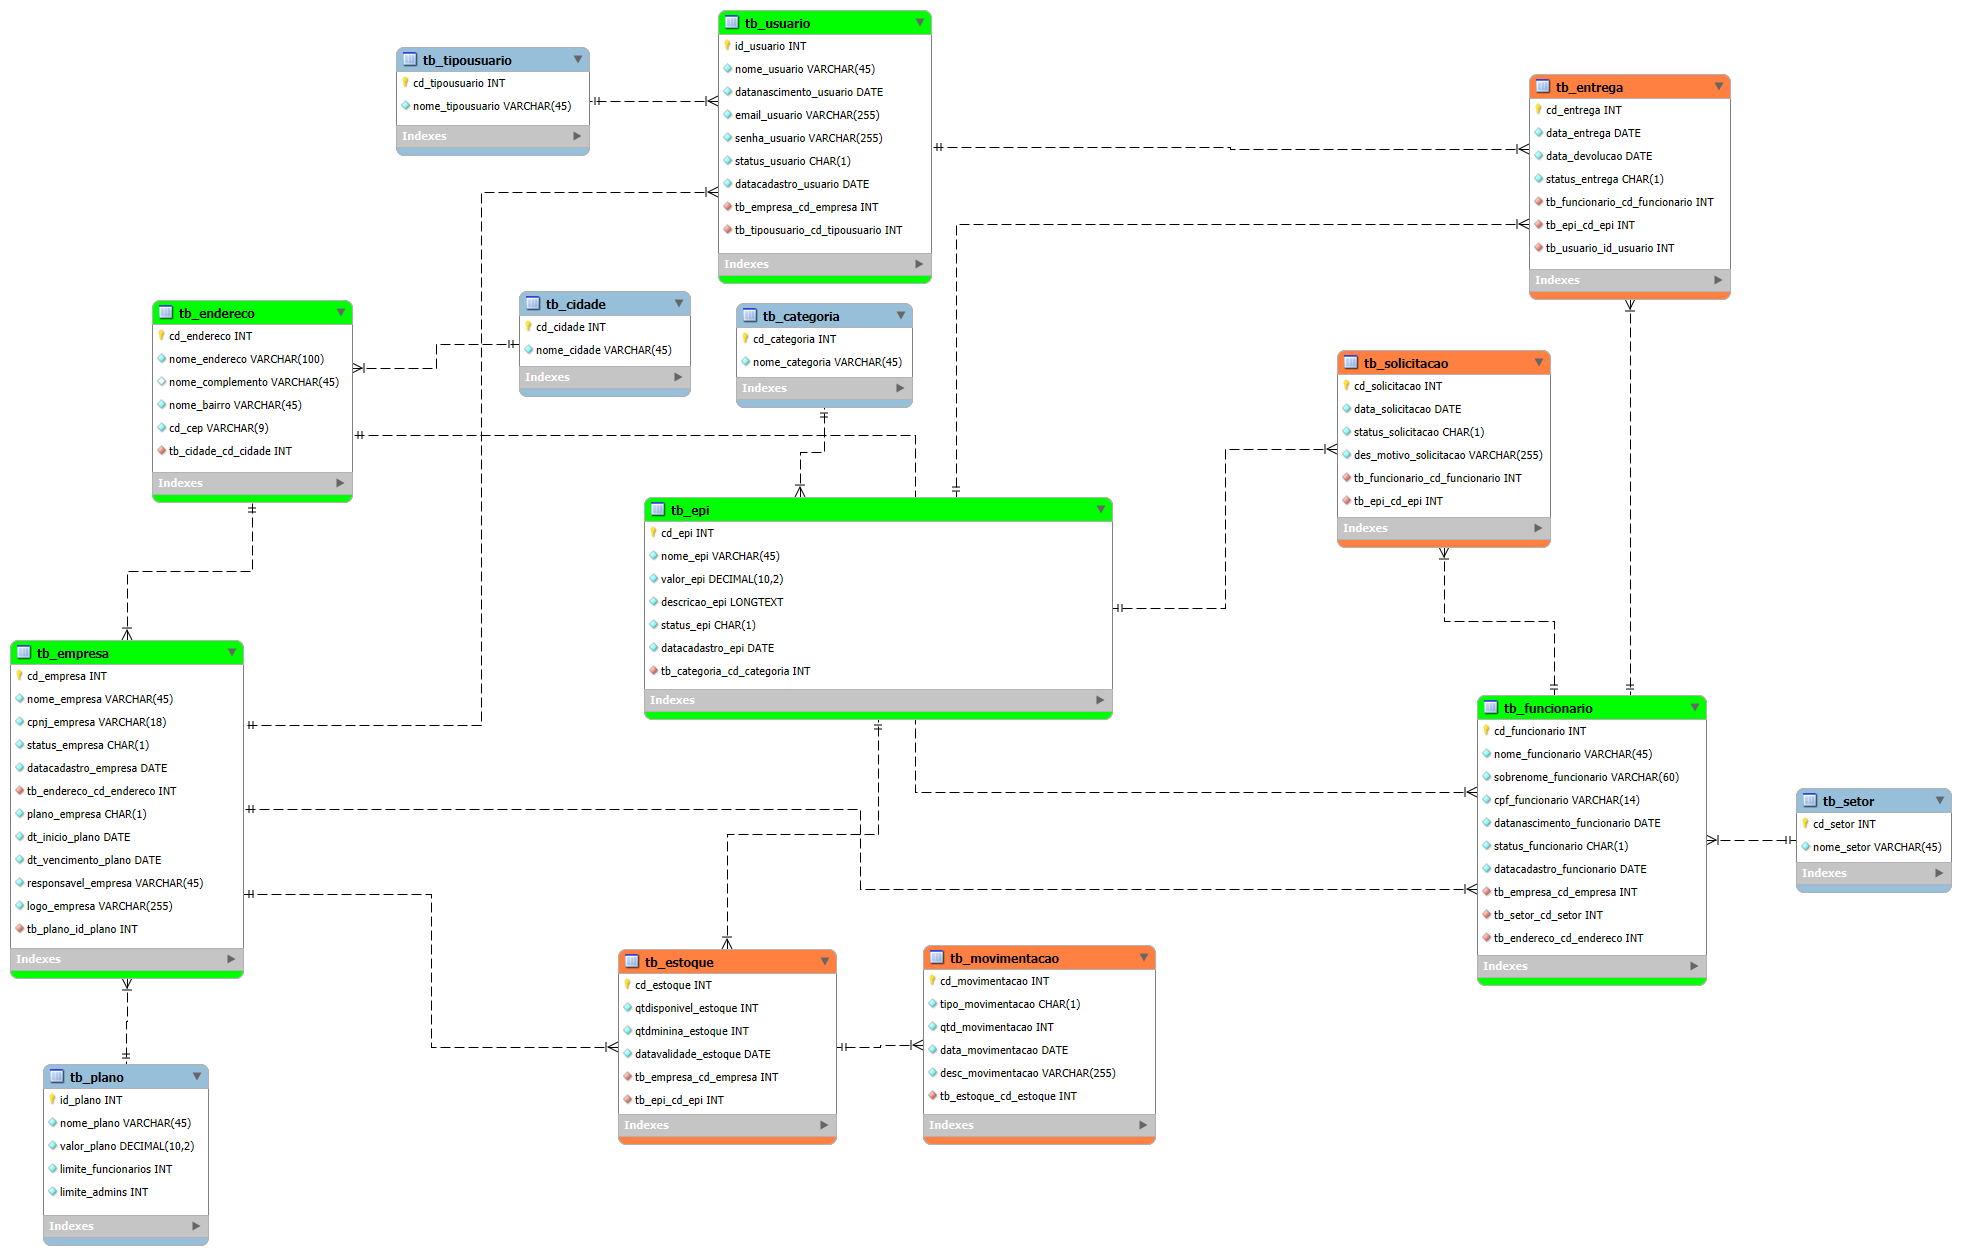 tb_usuario
id_usuario INT
nome_usuario VARCHAR(45)
datanascimento_usuario DATE
email_usuario VARCHAR(255)
senha_usuario VARCHAR(255)
status_usuario CHAR(1)
datacadastro_usuario DATE
tb_empresa_cd_empresa INT
tb_tipousuario_cd_tipousuario INT
Indexes
tb_tipousuario
cd_tipousuario INT
nome_tipousuario VARCHAR(45)
Indexes
tb_entrega
cd_entrega INT
data_entrega DATE
data_devolucao DATE
status_entrega CHAR(1)
tb_funcionario_cd_funcionario INT
tb_epi_cd_epi INT
tb_usuario_id_usuario INT
Indexes
tb_endereco
cd_endereco INT
nome_endereco VARCHAR(100)
nome_complemento VARCHAR(45)
nome_bairro VARCHAR(45)
cd_cep VARCHAR(9)
tb_cidade_cd_cidade INT
Indexes
tb_cidade
cd_cidade INT
nome_cidade VARCHAR(45)
Indexes
tb_categoria
cd_categoria INT
nome_categoria VARCHAR(45)
Indexes
tb_solicitacao
cd_solicitacao INT
data_solicitacao DATE
status_solicitacao CHAR(1)
des_motivo_solicitacao VARCHAR(255)
tb_funcionario_cd_funcionario INT
tb_epi_cd_epi INT
Indexes
tb_epi
cd_epi INT
nome_epi VARCHAR(45)
valor_epi DECIMAL(10,2)
descricao_epi LONGTEXT
status_epi CHAR(1)
datacadastro_epi DATE
tb_categoria_cd_categoria INT
Indexes
tb_empresa
cd_empresa INT
nome_empresa VARCHAR(45)
cpnj_empresa VARCHAR(18)
status_empresa CHAR(1)
datacadastro_empresa DATE
tb_endereco_cd_endereco INT
plano_empresa CHAR(1)
dt_inicio_plano DATE
dt_vencimento_plano DATE
responsavel_empresa VARCHAR(45)
logo_empresa VARCHAR(255)
tb_plano_id_plano INT
Indexes
tb_funcionario
cd_funcionario INT
nome_funcionario VARCHAR(45)
sobrenome_funcionario VARCHAR(60)
cpf_funcionario VARCHAR(14)
datanascimento_funcionario DATE
status_funcionario CHAR(1)
datacadastro_funcionario DATE
tb_empresa_cd_empresa INT
tb_setor_cd_setor INT
tb_endereco_cd_endereco INT
Indexes
tb_setor
cd_setor INT
nome_setor VARCHAR(45)
Indexes
tb_estoque
cd_estoque INT
qtdisponivel_estoque INT
qtdminina_estoque INT
datavalidade_estoque DATE
tb_empresa_cd_empresa INT
tb_epi_cd_epi INT
Indexes
tb_movimentacao
cd_movimentacao INT
tipo_movimentacao CHAR(1)
qtd_movimentacao INT
data_movimentacao DATE
desc_movimentacao VARCHAR(255)
tb_estoque_cd_estoque INT
Indexes
tb_plano
id_plano INT
nome_plano VARCHAR(45)
valor_plano DECIMAL(10,2)
limite_funcionarios INT
limite_admins INT
Indexes